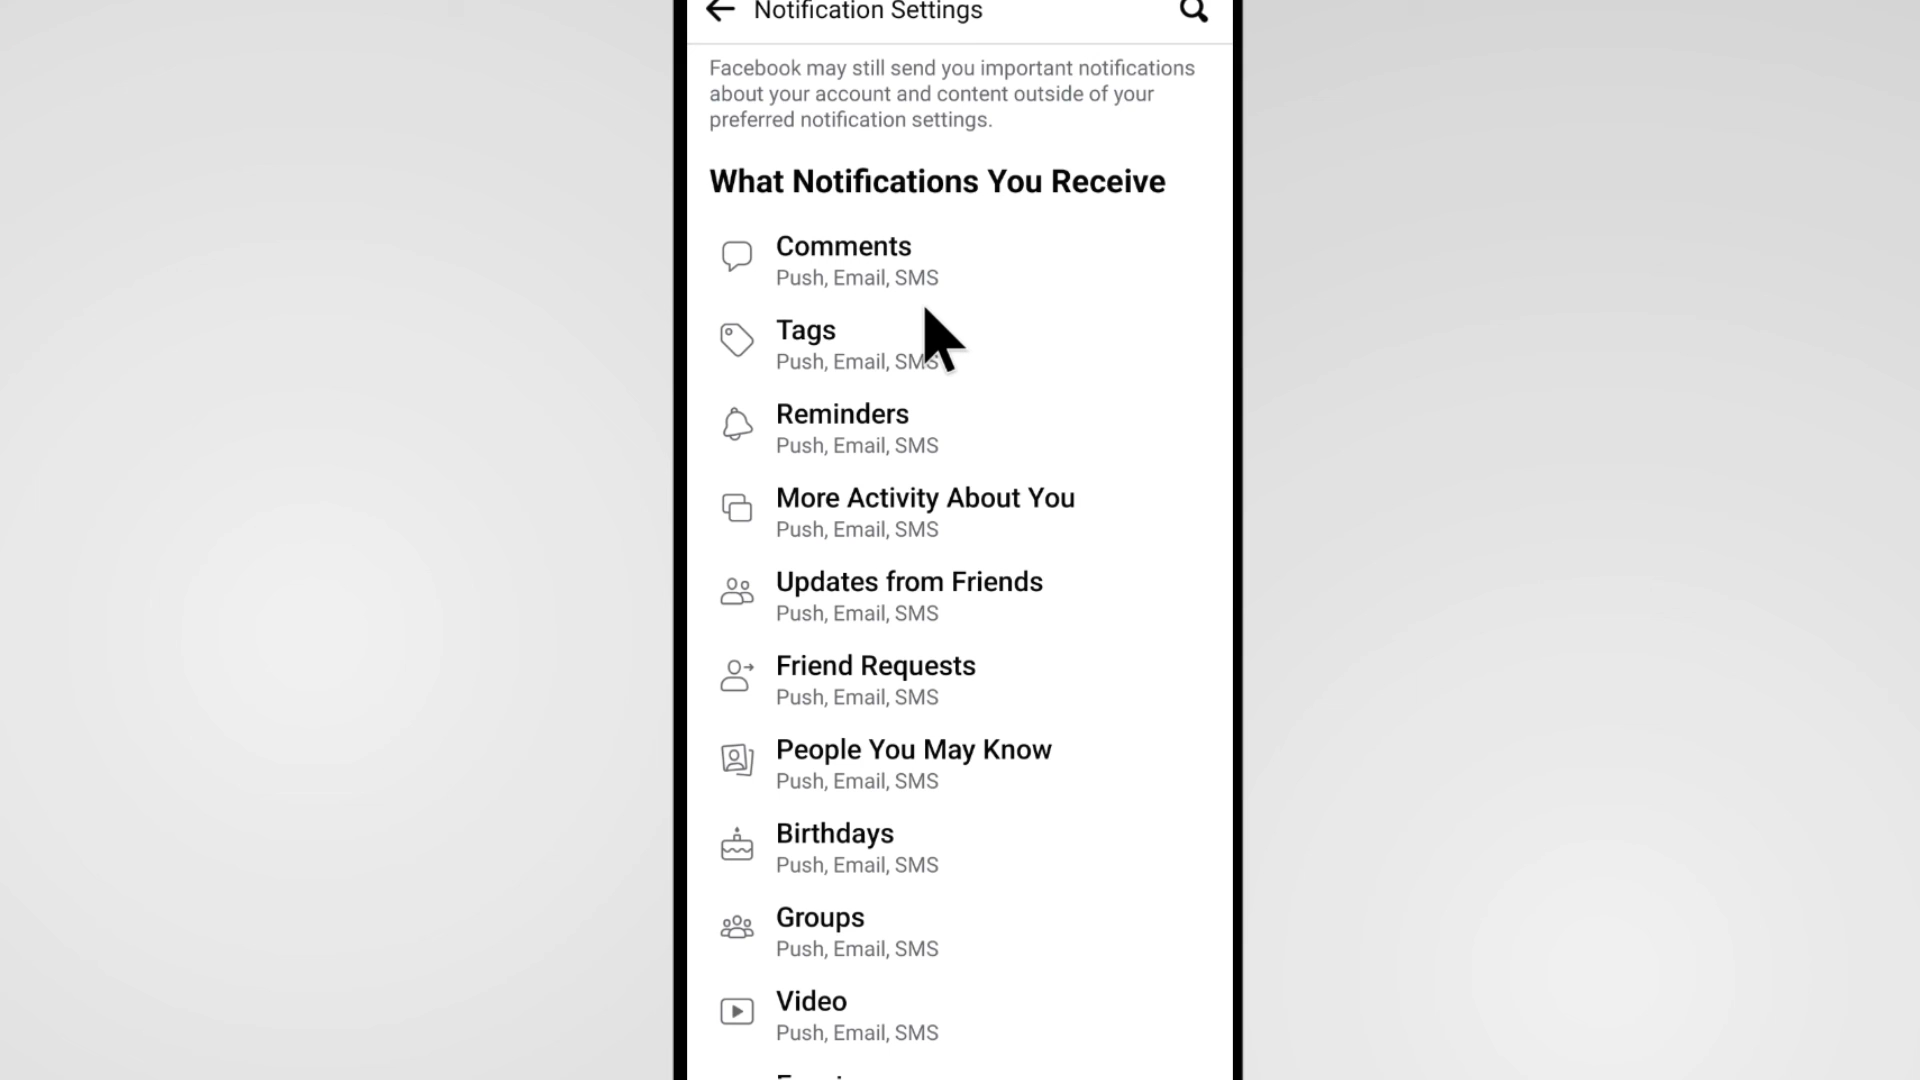 Notification Settings
Facebook may still send you important notifications
about your account and content outside of your
preferred notification settings.
What Notifications You Receive
Comments
Push, Email, SMS
Tags
Push, Email, SMS
Reminders
Push, Email, SMS
More Activity About You
Push, Email, SMS
Updates from Friends
Push, Email, SMS
Friend Requests
Push, Email, SMS
People You May Know
Push, Email, SMS
Birthdays
Push, Email, SMS
Groups
Push, Email, SMS
Video
Push, Email, SMS